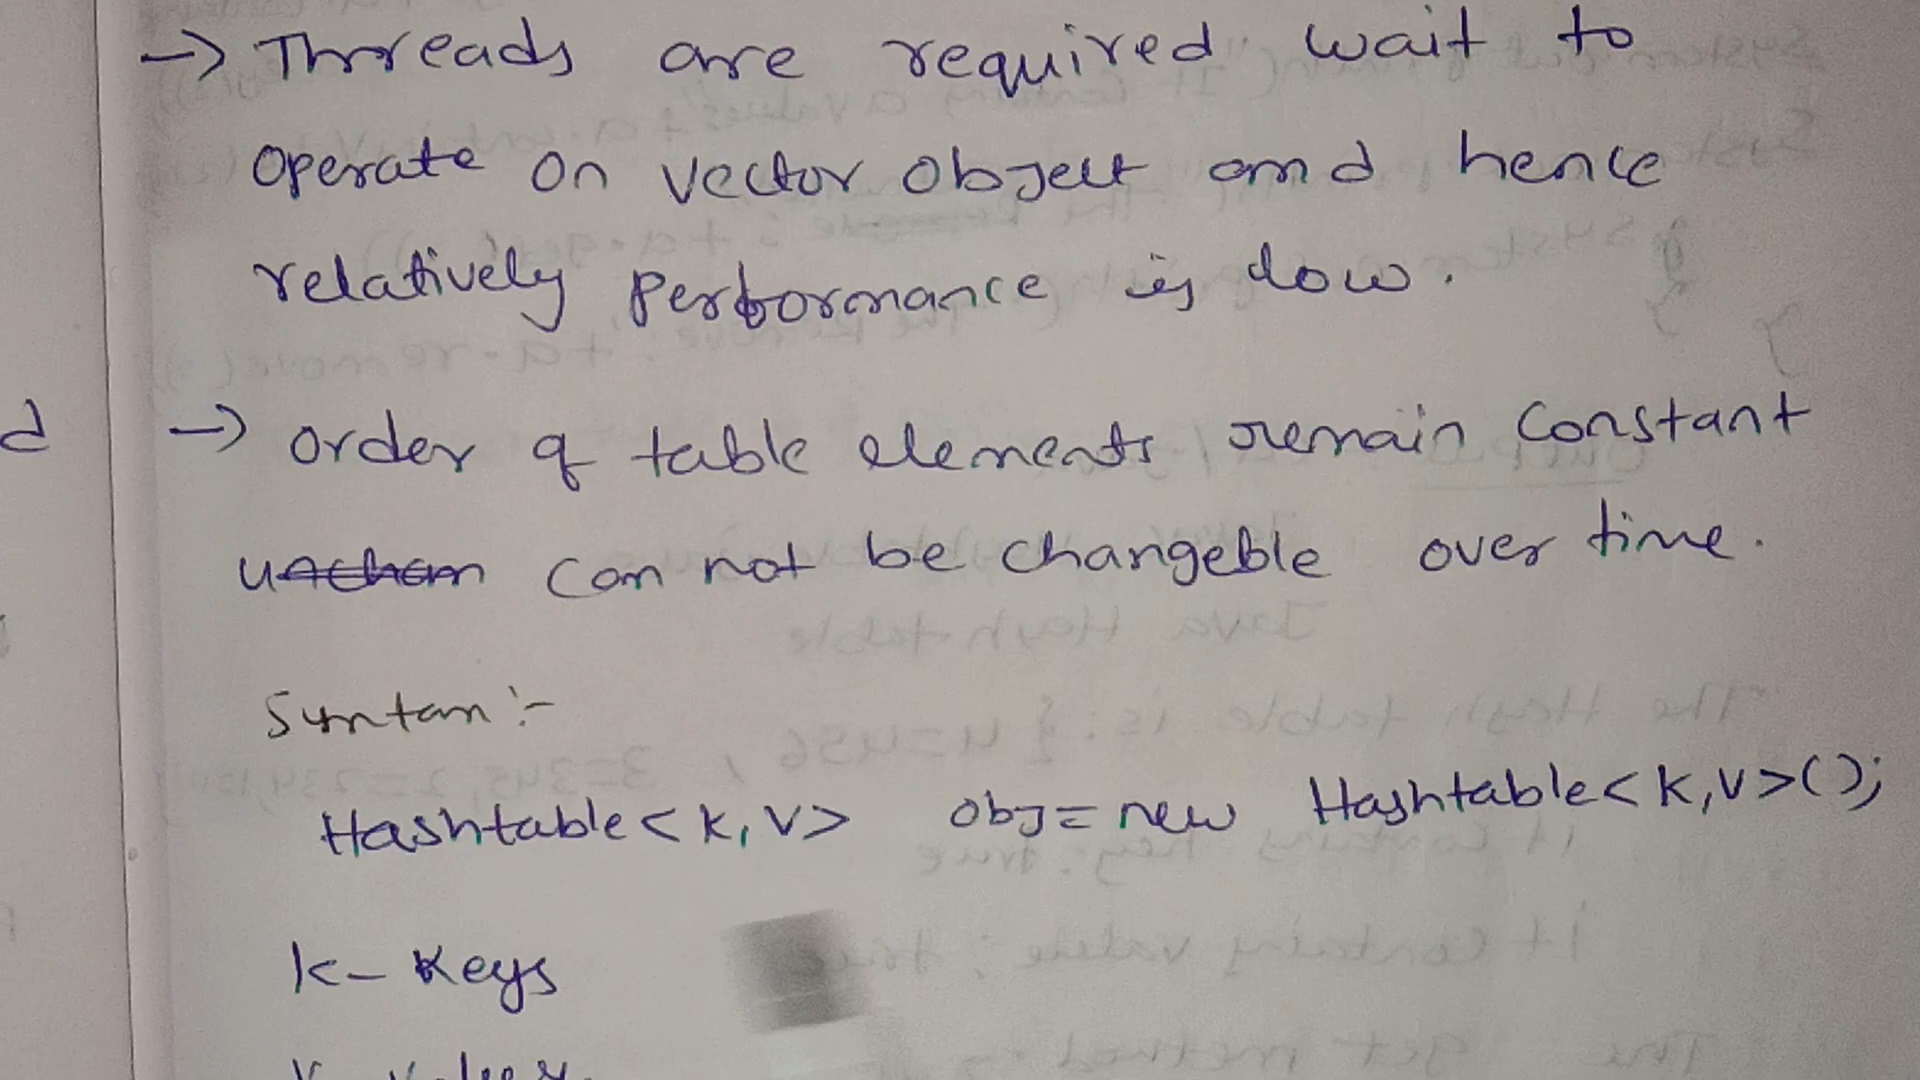 → Threads are required wait to
operate on vector object and hence
relatively performance is low.
d → order of table elements remain constant
can not be changeble over time.
Syntax :-
Hashtable<K,V> obj = new Hashtable<K,V>();
K - Keys
V - Values.